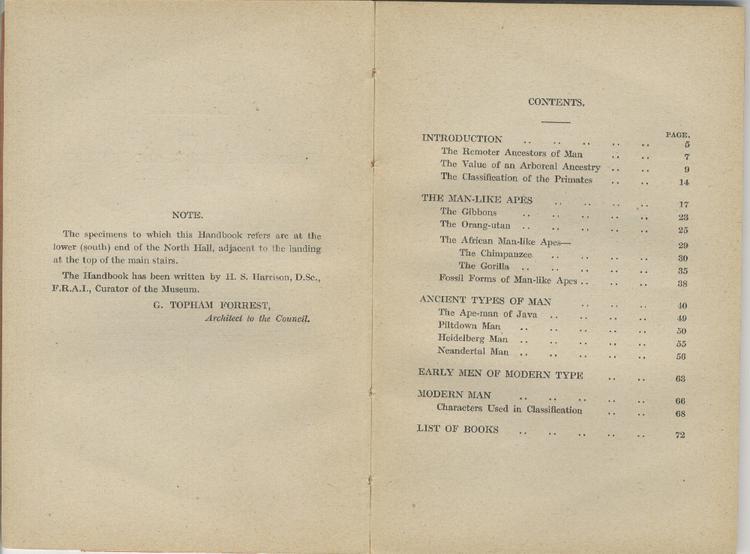 NOTE.
The specimens to which this Handbook refers are at the
lower (south) end of the North Hall, adjacent to the landing
at the top of the main stairs.
The Handbook has been written by H. S. Harrison, D.Sc.,
F.R.A.I., Curator of the Museum.
G. TOPHAM FORREST,
Architect to the Council.
CONTENTS.
PAGE.
INTRODUCTION .. .. .. .. .. 5
The Remoter Ancestors of Man .. .. 7
The Value of an Arboreal Ancestry .. .. 9
The Classification of the Primates .. .. 14
THE MAN-LIKE APES .. .. .. .. 17
The Gibbons .. .. .. .. .. 23
The Orang-utan .. .. .. .. .. 25
The African Man-like Apes— 29
The Chimpanzee .. .. .. .. 30
The Gorilla .. .. .. .. .. 35
Fossil Forms of Man-like Apes .. .. .. 38
ANCIENT TYPES OF MAN .. .. .. 40
The Ape-man of Java .. .. .. .. 49
Piltdown Man .. .. .. .. .. 50
Heidelberg Man .. .. .. .. .. 55
Neandertal Man .. .. .. .. .. 56
EARLY MEN OF MODERN TYPE .. .. 63
MODERN MAN .. .. .. .. .. 66
Characters Used in Classification .. .. 68
LIST OF BOOKS .. .. .. .. .. 72